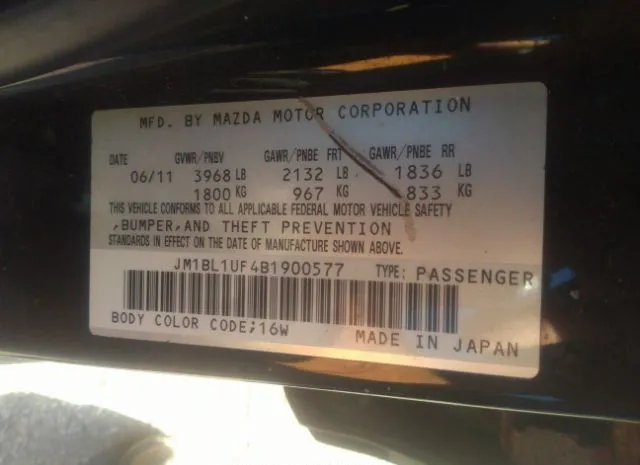 MFD. BY MAZDA MOTOR CORPORATION
DATE GVWR/PNBV GAWR/PNBE FRT GAWR/PNBE RR
06/11 3968 LB 2132 LB 1836 LB
1800 KG 967 KG 833 KG
THIS VEHICLE CONFORMS TO ALL APPLICABLE FEDERAL MOTOR VEHICLE SAFETY
,BUMPER,AND THEFT PREVENTION
STANDARDS IN EFFECT ON THE DATE OF MANUFACTURE SHOWN ABOVE.
JM1BL1UF4B1900577 TYPE: PASSENGER
BODY COLOR CODE;16W MADE IN JAPAN